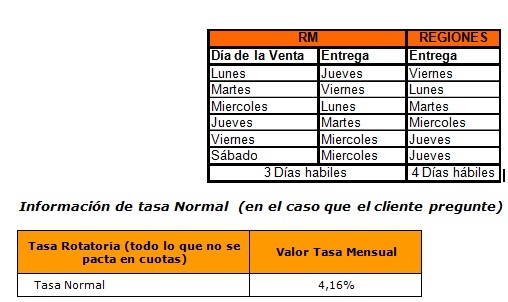 RM REGIONES
Día de la Venta Entrega Entrega
Lunes Jueves Viernes
Martes Viernes Lunes
Miercoles Lunes Martes
Jueves Martes Miercoles
Viernes Miercoles Jueves
Sábado Miercoles Jueves
3 Días habiles 4 Días hábiles
Información de tasa Normal (en el caso que el cliente pregunte)
Tasa Rotatoria (todo lo que no se
pacta en cuotas) Valor Tasa Mensual
Tasa Normal 4,16%